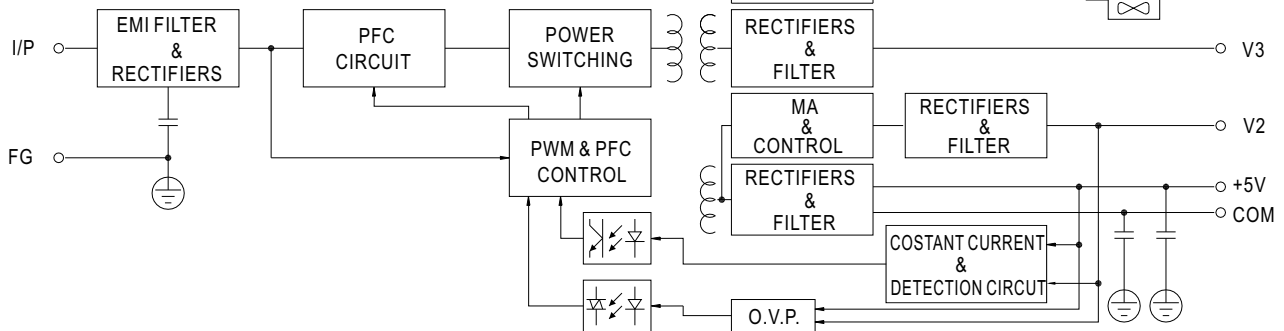 I/P
EMI FILTER
&
RECTIFIERS
PFC
CIRCUIT
POWER
SWITCHING
RECTIFIERS
&
FILTER
V3
MA
&
CONTROL
RECTIFIERS
&
FILTER
V2
FG
PWM & PFC
CONTROL
RECTIFIERS
&
FILTER
+5V
COM
COSTANT CURRENT
&
DETECTION CIRCUT
O.V.P.